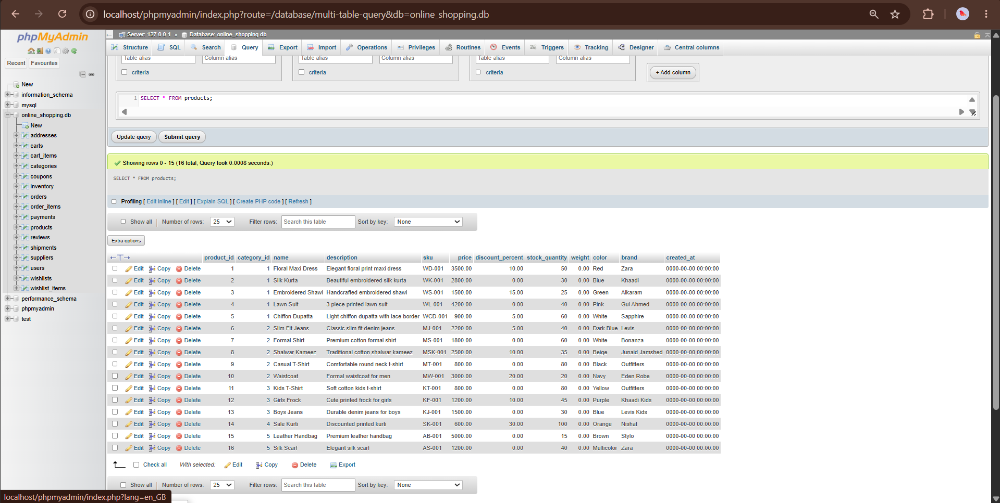 localhost/phpmyadmin/index.php?route=/database/multi-table-query&db=online_shopping.db
phpMyAdmin
Recent Favourites
New
information_schema
mysql
online_shopping.db
New
addresses
carts
cart_items
categories
coupons
inventory
orders
order_items
payments
products
reviews
shipments
suppliers
users
wishlists
wishlist_items
performance_schema
phpmyadmin
test
Server: 127.0.0.1 » Database: online_shopping.db
Structure SQL Search Query Export Import Operations Privileges Routines Events Triggers Tracking Designer Central columns
Table alias Column alias Table alias Column alias Table alias Column alias
criteria criteria criteria + Add column
1 SELECT * FROM products;
Update query Submit query
Showing rows 0 - 15 (16 total, Query took 0.0008 seconds.)
SELECT * FROM products;
Profiling [ Edit inline ] [ Edit ] [ Explain SQL ] [ Create PHP code ] [ Refresh ]
Show all Number of rows: 25 Filter rows: Search this table Sort by key: None
Extra options
←T→ product_id category_id name description sku price discount_percent stock_quantity weight color brand created_at
Edit Copy Delete 1 1 Floral Maxi Dress Elegant floral print maxi dress WD-001 3500.00 10.00 50 0.00 Red Zara 0000-00-00 00:00:00
Edit Copy Delete 2 1 Silk Kurta Beautiful embroidered silk kurta WK-001 2800.00 0.00 30 0.00 Blue Khaadi 0000-00-00 00:00:00
Edit Copy Delete 3 1 Embroidered Shawl Handcrafted embroidered shawl WS-001 1500.00 15.00 25 0.00 Green Alkaram 0000-00-00 00:00:00
Edit Copy Delete 4 1 Lawn Suit 3 piece printed lawn suit WL-001 4200.00 0.00 40 0.00 Pink Gul Ahmed 0000-00-00 00:00:00
Edit Copy Delete 5 1 Chiffon Dupatta Light chiffon dupatta with lace border WCD-001 900.00 5.00 60 0.00 White Sapphire 0000-00-00 00:00:00
Edit Copy Delete 6 2 Slim Fit Jeans Classic slim fit denim jeans MJ-001 2200.00 5.00 40 0.00 Dark Blue Levis 0000-00-00 00:00:00
Edit Copy Delete 7 2 Formal Shirt Premium cotton formal shirt MS-001 1800.00 0.00 60 0.00 White Bonanza 0000-00-00 00:00:00
Edit Copy Delete 8 2 Shalwar Kameez Traditional cotton shalwar kameez MSK-001 2500.00 10.00 35 0.00 Beige Junaid Jamshed 0000-00-00 00:00:00
Edit Copy Delete 9 2 Casual T-Shirt Comfortable round neck t-shirt MT-001 800.00 0.00 80 0.00 Black Outfitters 0000-00-00 00:00:00
Edit Copy Delete 10 2 Waistcoat Formal waistcoat for men MW-001 3000.00 20.00 20 0.00 Navy Eden Robe 0000-00-00 00:00:00
Edit Copy Delete 11 3 Kids T-Shirt Soft cotton kids t-shirt KT-001 800.00 0.00 80 0.00 Yellow Outfitters 0000-00-00 00:00:00
Edit Copy Delete 12 3 Girls Frock Cute printed frock for girls KF-001 1200.00 10.00 45 0.00 Purple Khaadi Kids 0000-00-00 00:00:00
Edit Copy Delete 13 3 Boys Jeans Durable denim jeans for boys KJ-001 1500.00 0.00 30 0.00 Blue Levis Kids 0000-00-00 00:00:00
Edit Copy Delete 14 4 Sale Kurti Discounted printed kurti SK-001 600.00 30.00 100 0.00 Orange Nishat 0000-00-00 00:00:00
Edit Copy Delete 15 5 Leather Handbag Premium leather handbag AB-001 5000.00 0.00 15 0.00 Brown Stylo 0000-00-00 00:00:00
Edit Copy Delete 16 5 Silk Scarf Elegant silk scarf AS-001 1200.00 0.00 40 0.00 Multicolor Zara 0000-00-00 00:00:00
Check all With selected: Edit Copy Delete Export
Show all Number of rows: 25 Filter rows: Search this table Sort by key: None
localhost/phpmyadmin/index.php?lang=en_GB